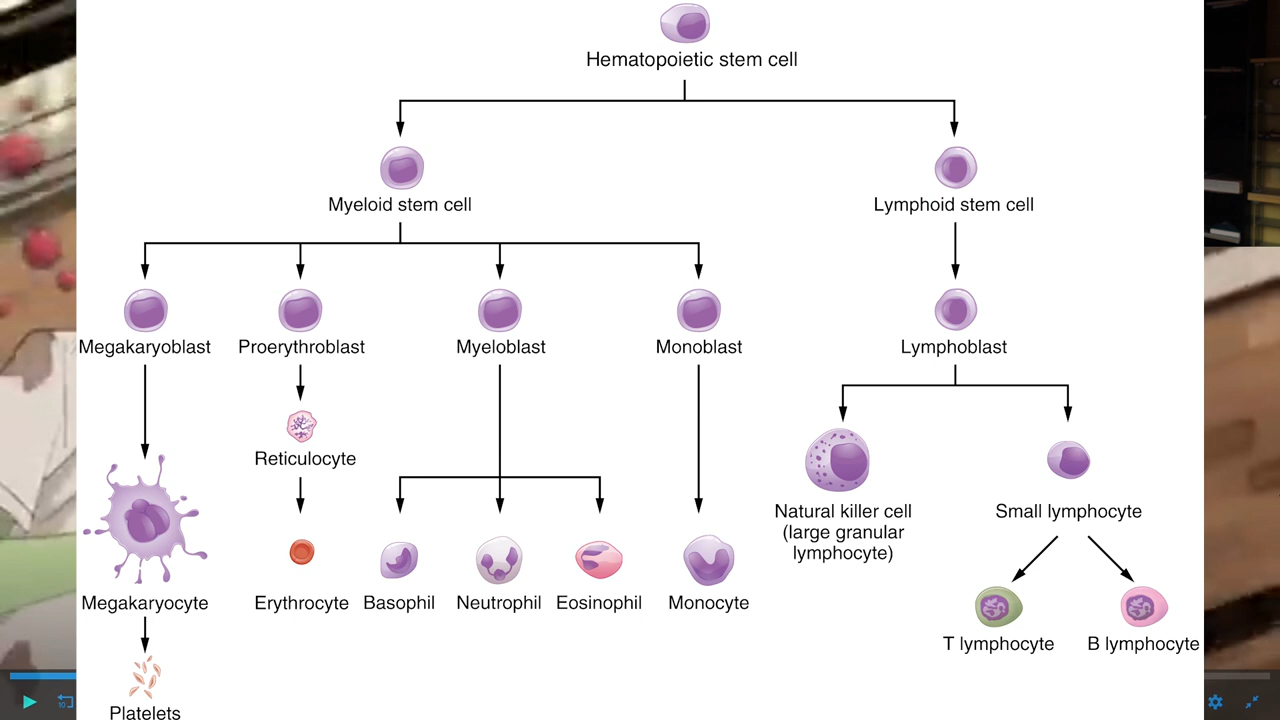 Hematopoietic stem cell
Myeloid stem cell
Lymphoid stem cell
Megakaryoblast
Proerythroblast
Myeloblast
Monoblast
Lymphoblast
Reticulocyte
Natural killer cell
(large granular
lymphocyte)
Small lymphocyte
Megakaryocyte
Erythrocyte
Basophil
Neutrophil
Eosinophil
Monocyte
T lymphocyte
B lymphocyte
Platelets
10